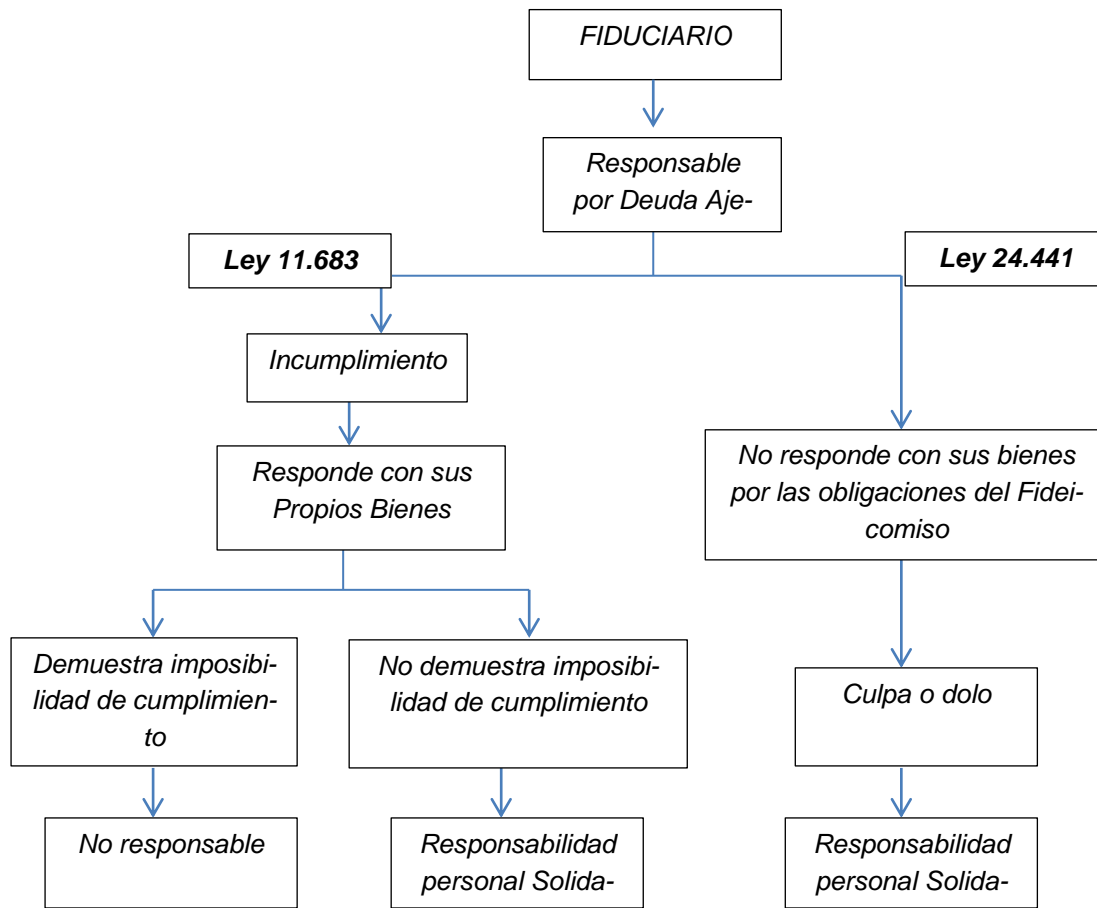 FIDUCIARIO
Responsable
por Deuda Aje-
Ley 11.683
Ley 24.441
Incumplimiento
Responde con sus
Propios Bienes
No responde con sus bienes
por las obligaciones del Fidei-
comiso
Demuestra imposibi-
lidad de cumplimien-
to
No demuestra imposibi-
lidad de cumplimento
Culpa o dolo
No responsable
Responsabilidad
personal Solida-
Responsabilidad
personal Solida-